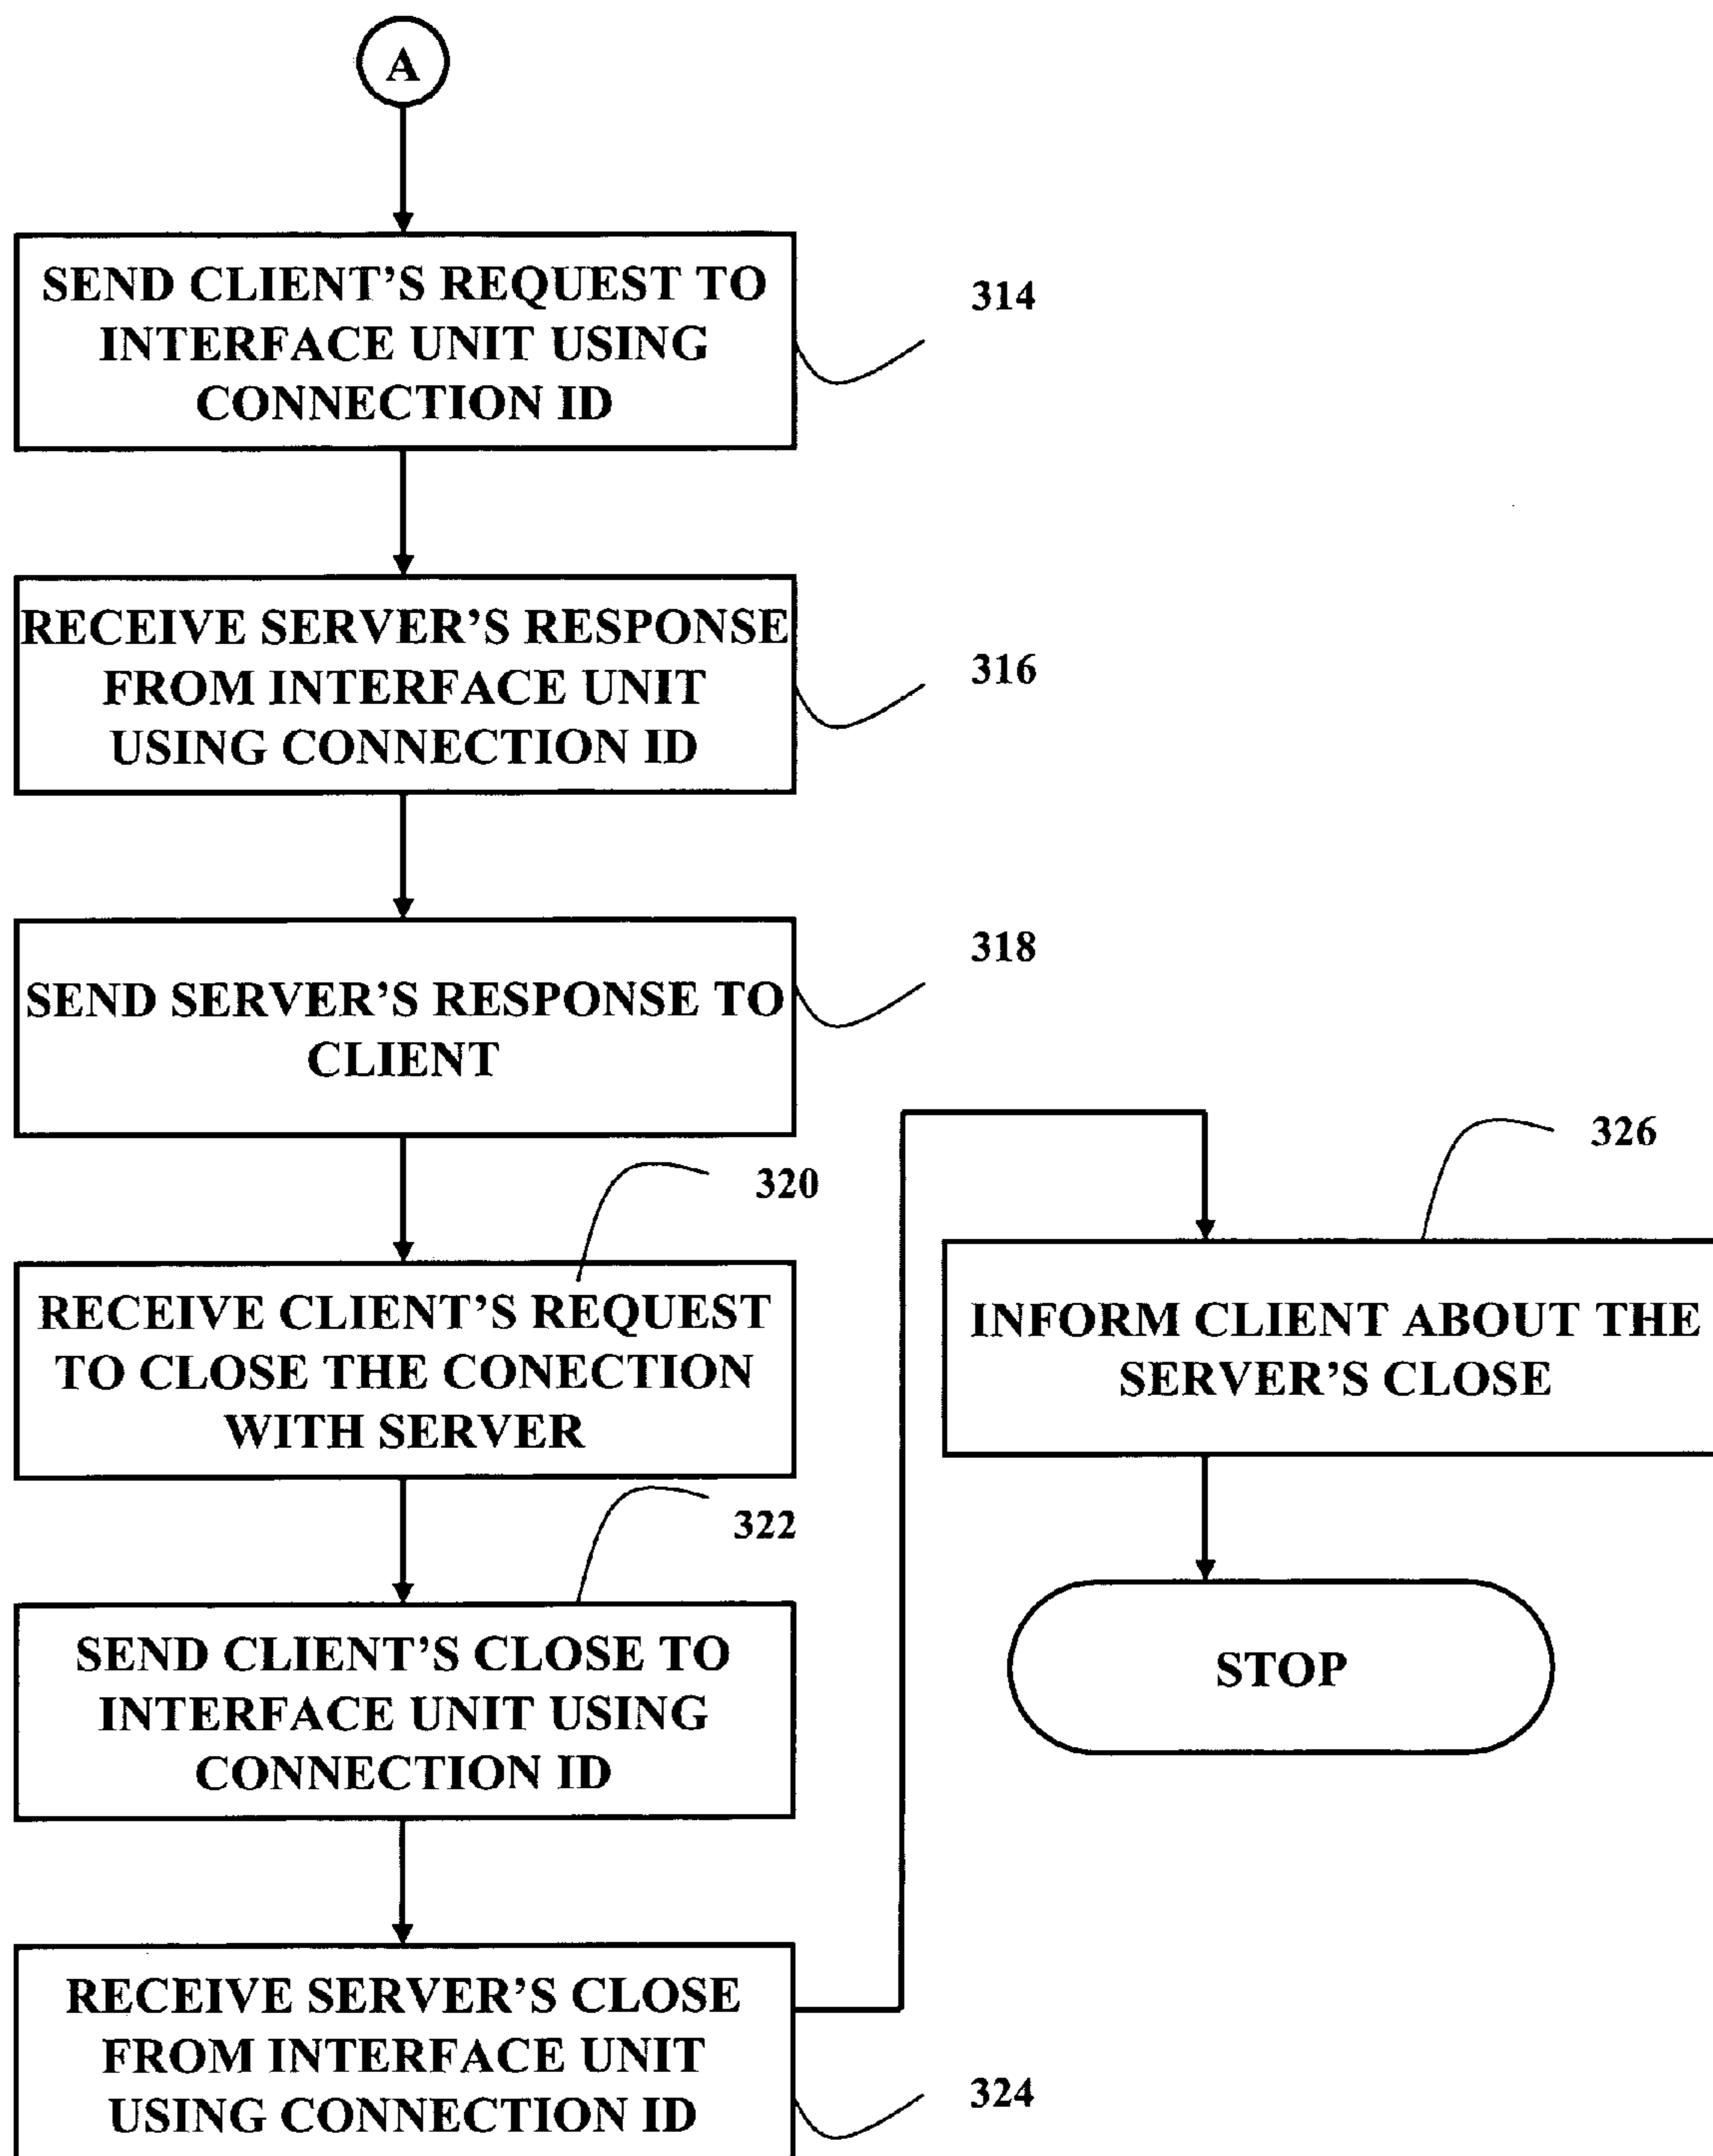 A
SEND CLIENT'S REQUEST TO
INTERFACE UNIT USING
CONNECTION ID
314
RECEIVE SERVER'S RESPONSE
FROM INTERFACE UNIT
USING CONNECTION ID
316
SEND SERVER'S RESPONSE TO
CLIENT
318
RECEIVE CLIENT'S REQUEST
TO CLOSE THE CONECTION
WITH SERVER
320
SEND CLIENT'S CLOSE TO
INTERFACE UNIT USING
CONNECTION ID
322
RECEIVE SERVER'S CLOSE
FROM INTERFACE UNIT
USING CONNECTION ID
324
INFORM CLIENT ABOUT THE
SERVER'S CLOSE
326
STOP